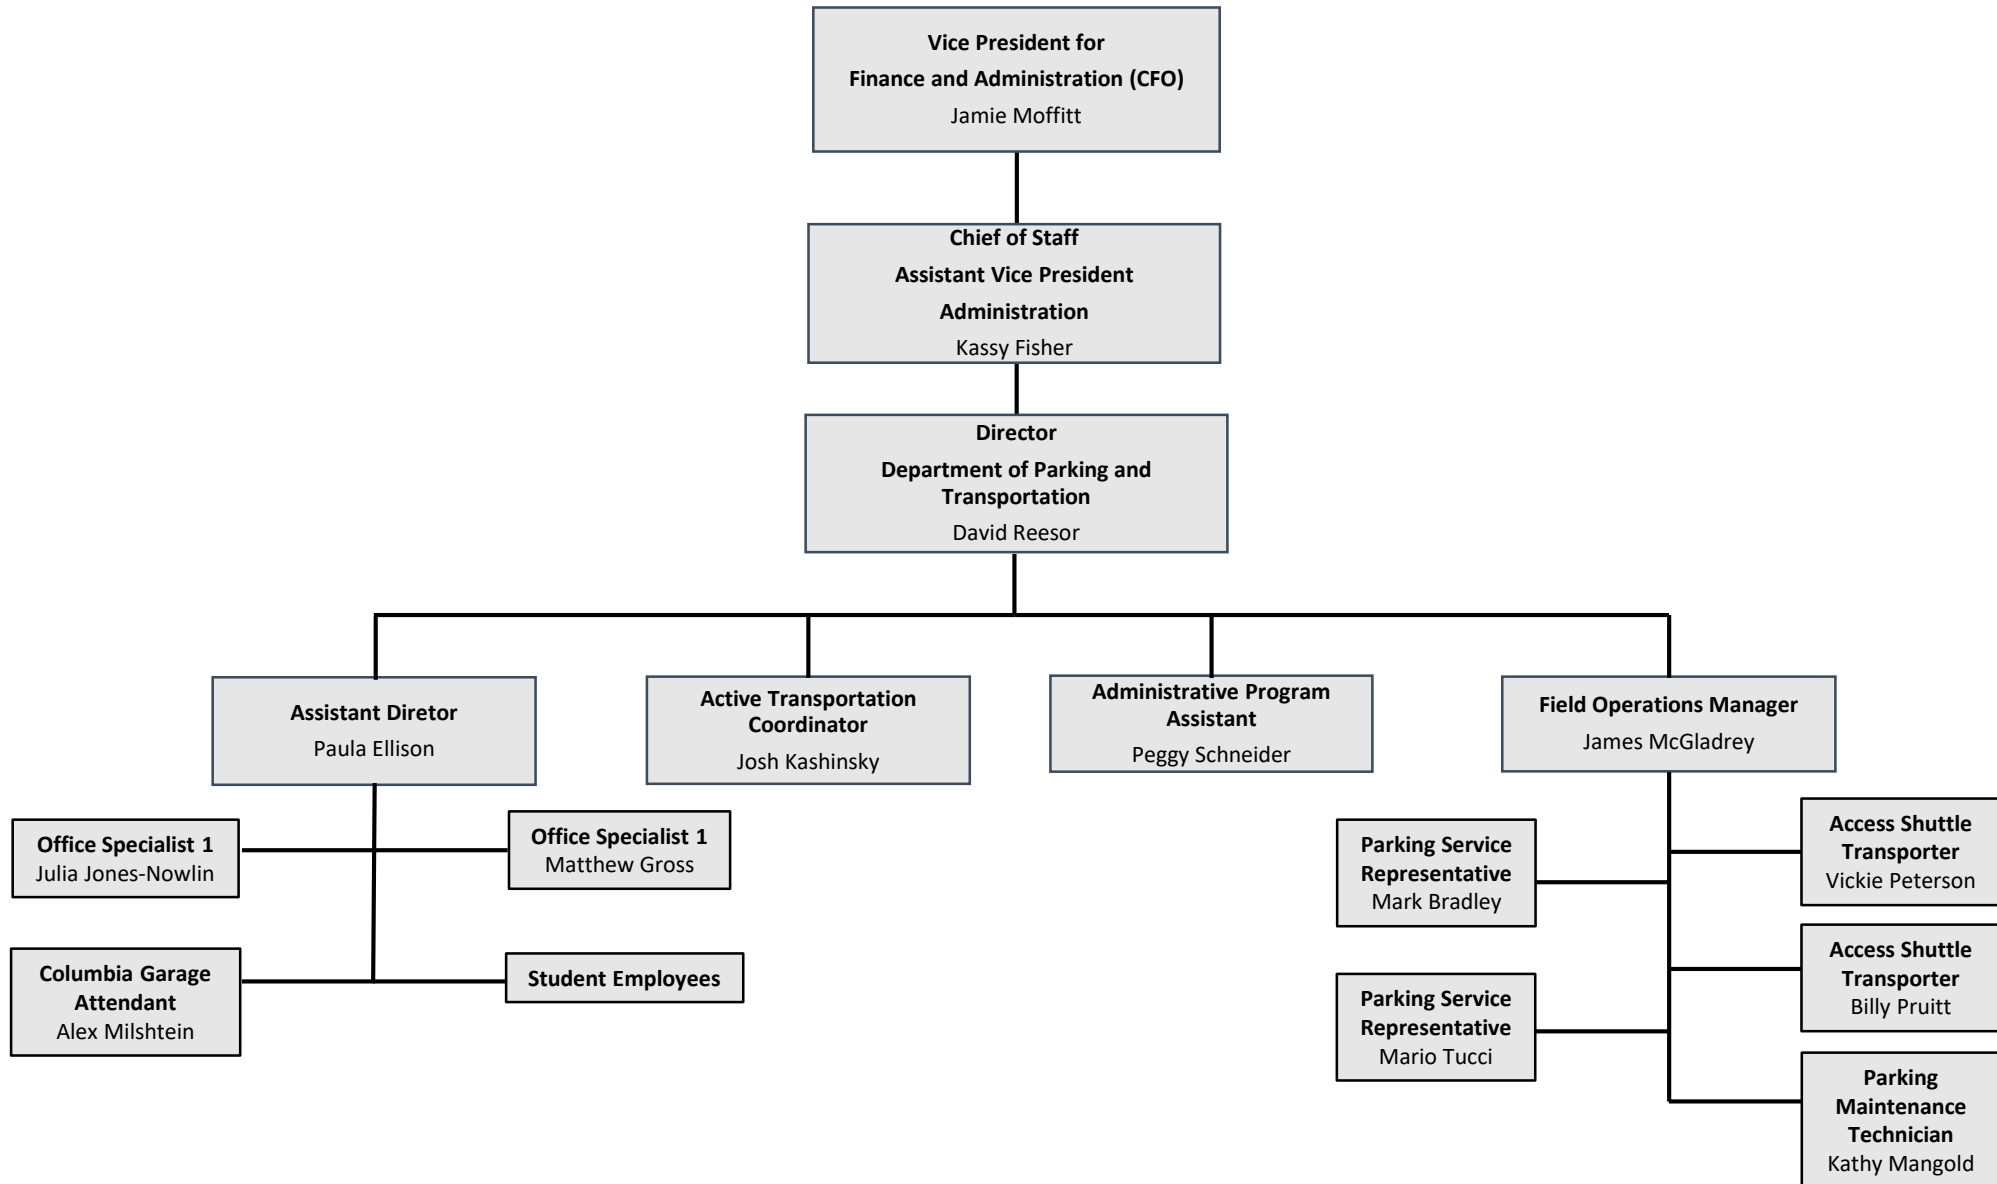 Vice President for
Finance and Administration (CFO)
Jamie Moffitt
Chief of Staff
Assistant Vice President
Administration
Kassy Fisher
Director
Department of Parking and
Transportation
David Reesor
Assistant Diretor
Paula Ellison
Active Transportation
Coordinator
Josh Kashinsky
Administrative Program
Assistant
Peggy Schneider
Field Operations Manager
James McGladrey
Office Specialist 1
Julia Jones-Nowlin
Office Specialist 1
Matthew Gross
Columbia Garage
Attendant
Alex Milshtein
Student Employees
Parking Service
Representative
Mark Bradley
Parking Service
Representative
Mario Tucci
Access Shuttle
Transporter
Vickie Peterson
Access Shuttle
Transporter
Billy Pruitt
Parking
Maintenance
Technician
Kathy Mangold